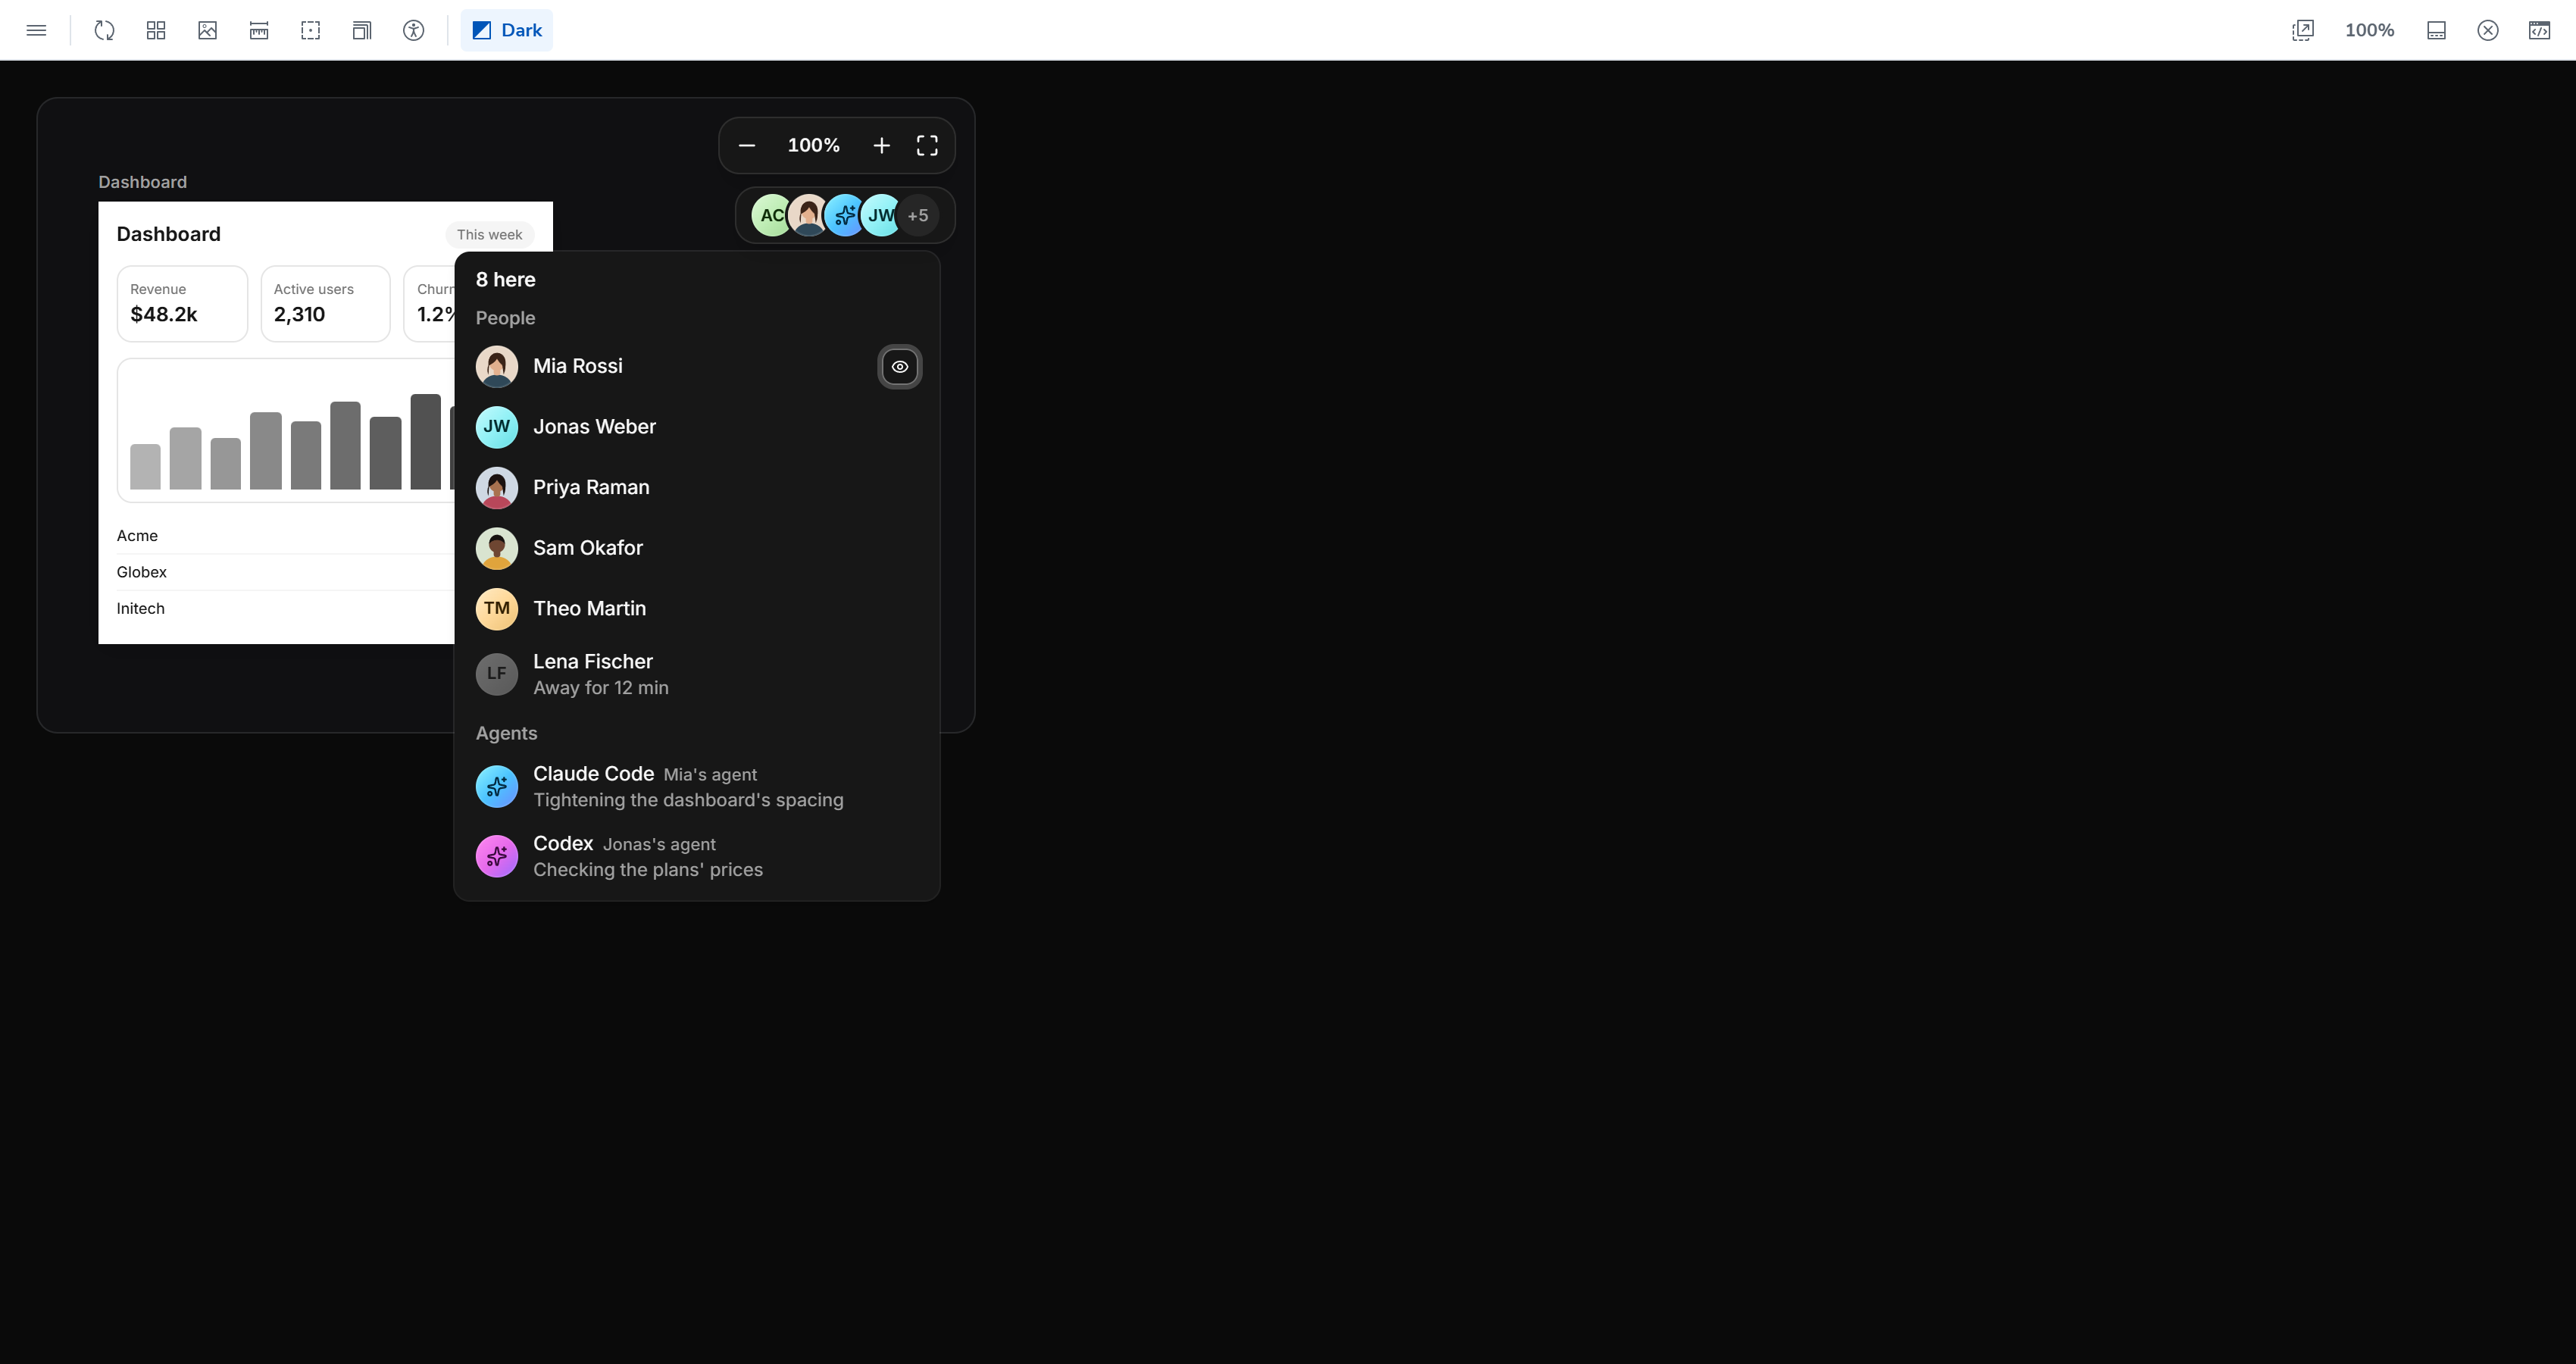 Dark
100%
100%
Dashboard
AC
JW
+5
Dashboard
This week
Revenue
$48.2k
Active users
2,310
Churn
1.2%
Acme
Globex
Initech
8 here
People
Mia Rossi
JW
Jonas Weber
Priya Raman
Sam Okafor
TM
Theo Martin
LF
Lena Fischer
Away for 12 min
Agents
Claude Code Mia's agent
Tightening the dashboard's spacing
Codex Jonas's agent
Checking the plans' prices